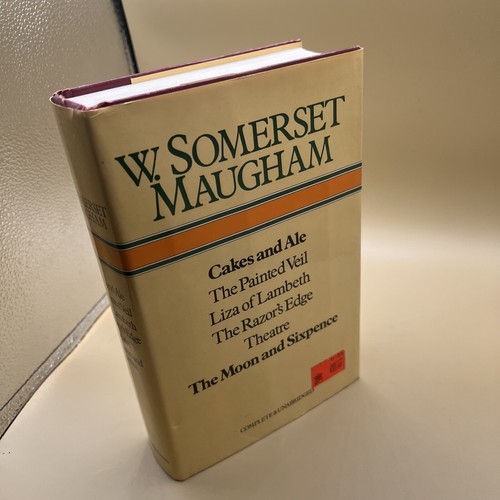 W. SOMERSET
MAUGHAM
Cakes and Ale
The Painted Veil
Liza of Lambeth
The Razor's Edge
Theatre
The Moon and Sixpence
COMPLETE & UNABRIDGED